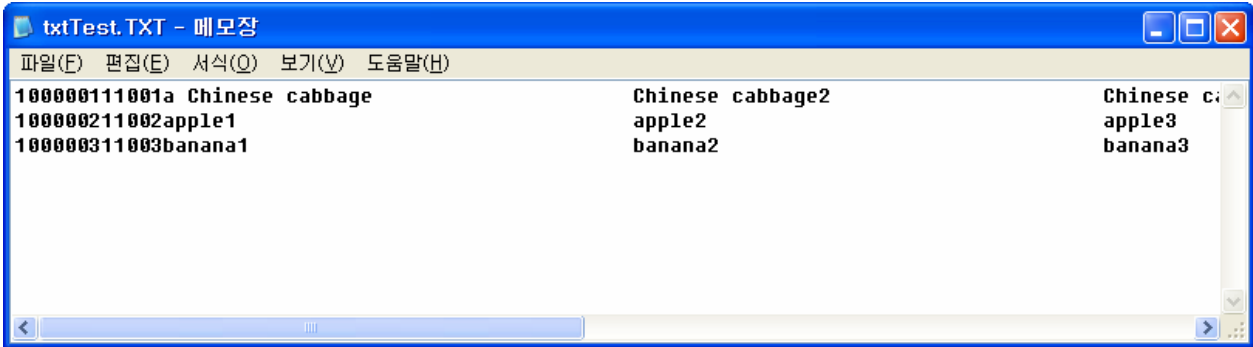 txtTest.TXT - 메모장
파일(F) 편집(E) 서식(O) 보기(V) 도움말(H)
100000111001a Chinese cabbage Chinese cabbage2 Chinese
100000211002apple1 apple2 apple3
100000311003banana1 banana2 banana3